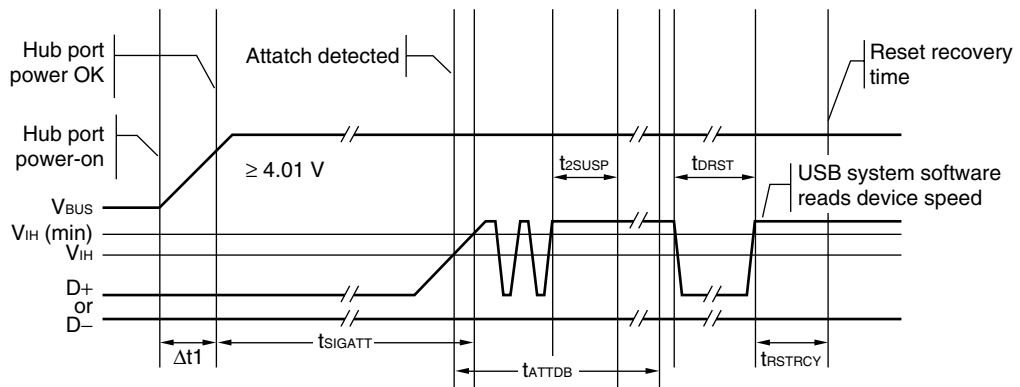 Hub port
power OK
Attatch detected
Reset recovery
time
Hub port
power-on
≥ 4.01 V
t2SUSP
tDRST
USB system software
reads device speed
VBUS
VIH (min)
VIH
D+
or
D−
Δt1
tSIGATT
tATTDB
tRSTRCY